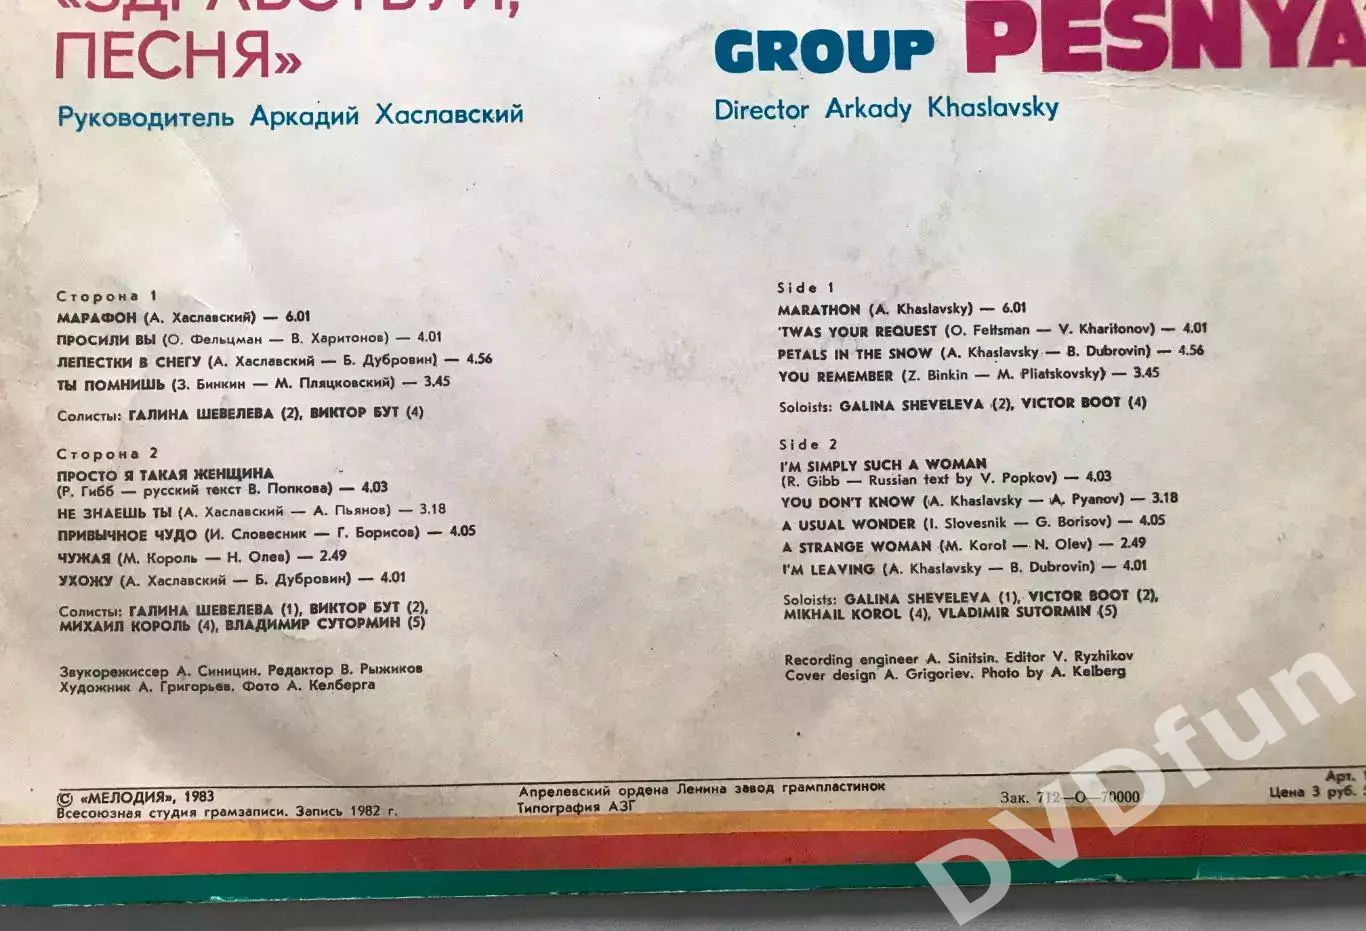 «ЗДРАВСТВУЙ,
ПЕСНЯ»
Руководитель Аркадий Хаславский
Сторона 1
МАРАФОН (А. Хаславский) — 6.01
ПРОСИЛИ ВЫ (О. Фельцман — В. Харитонов) — 4.01
ЛЕПЕСТКИ В СНЕГУ (А. Хаславский — Б. Дубровин) — 4.56
ТЫ ПОМНИШЬ (З. Бинкин — М. Пляцковский) — 3.45
Солисты: ГАЛИНА ШЕВЕЛЕВА (2), ВИКТОР БУТ (4)
Сторона 2
ПРОСТО Я ТАКАЯ ЖЕНЩИНА
(Р. Гибб — русский текст В. Попкова) — 4.03
НЕ ЗНАЕШЬ ТЫ (А. Хаславский — А. Пьянов) — 3.18
ПРИВЫЧНОЕ ЧУДО (И. Словесник — Г. Борисов) — 4.05
ЧУЖАЯ (М. Король — Н. Олев) — 2.49
УХОЖУ (А. Хаславский — Б. Дубровин) — 4.01
Солисты: ГАЛИНА ШЕВЕЛЕВА (1), ВИКТОР БУТ (2),
МИХАИЛ КОРОЛЬ (4), ВЛАДИМИР СУТОРМИН (5)
Звукорежиссер А. Синицин. Редактор В. Рыжиков
Художник А. Григорьев. Фото А. Келберга
GROUP PESNYA
Director Arkady Khaslavsky
Side 1
MARATHON (A. Khaslavsky) — 6.01
'TWAS YOUR REQUEST (O. Feltsman — V. Kharitonov) — 4.01
PETALS IN THE SNOW (A. Khaslavsky — B. Dubrovin) — 4.56
YOU REMEMBER (Z. Binkin — M. Pliatskovsky) — 3.45
Soloists: GALINA SHEVELEVA (2), VICTOR BOOT (4)
Side 2
I'M SIMPLY SUCH A WOMAN
(R. Gibb — Russian text by V. Popkov) — 4.03
YOU DON'T KNOW (A. Khaslavsky — A. Pyanov) — 3.18
A USUAL WONDER (I. Slovesnik — G. Borisov) — 4.05
A STRANGE WOMAN (M. Korol — N. Olev) — 2.49
I'M LEAVING (A. Khaslavsky — B. Dubrovin) — 4.01
Soloists: GALINA SHEVELEVA (1), VICTOR BOOT (2),
MIKHAIL KOROL (4), VLADIMIR SUTORMIN (5)
Recording engineer A. Sinitsin. Editor V. Ryzhikov
Cover design A. Grigoriev. Photo by A. Kelberg
© «МЕЛОДИЯ», 1983
Всесоюзная студия грамзаписи. Запись 1982 г.
Апрелевский ордена Ленина завод грампластинок
Типография АЗГ
Зак. 712—О—70000
Арт.
Цена 3 руб.
DVDfun